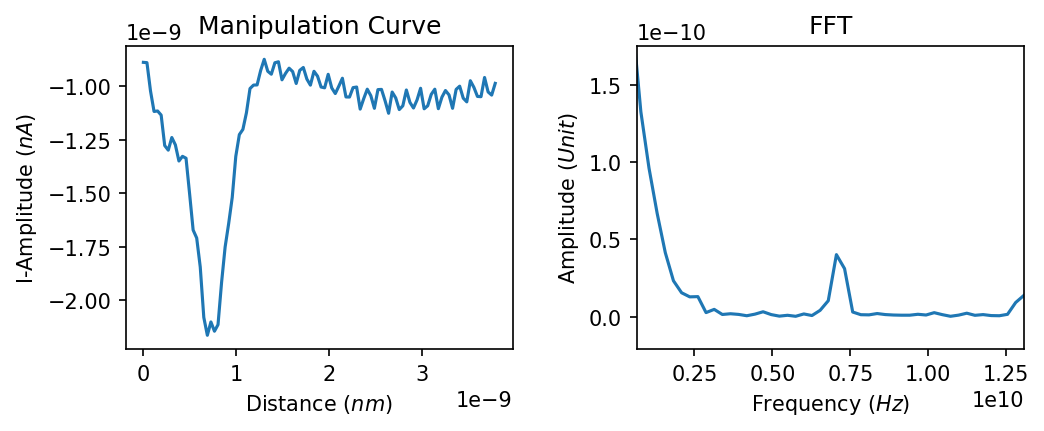 Manipulation Curve
1e−9
I-Amplitude (nA)
−1.00
−1.25
−1.50
−1.75
−2.00
0 1 2 3
Distance (nm)
1e−9
FFT
1e−10
Amplitude (Unit)
1.5
1.0
0.5
0.0
0.25 0.50 0.75 1.00 1.25
Frequency (Hz)
1e10